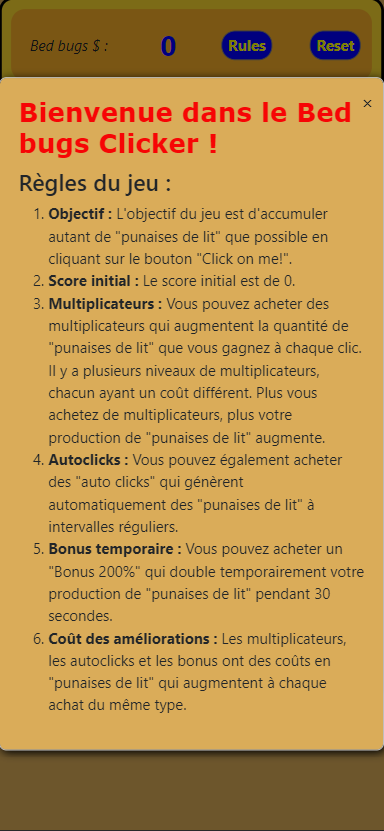 Bed bugs $ :
0
Rules
Reset
×
Bienvenue dans le Bed
bugs Clicker !
Règles du jeu :
1. Objectif : L'objectif du jeu est d'accumuler
autant de "punaises de lit" que possible en
cliquant sur le bouton "Click on me!".
2. Score initial : Le score initial est de 0.
3. Multiplicateurs : Vous pouvez acheter des
multiplicateurs qui augmentent la quantité de
"punaises de lit" que vous gagnez à chaque clic.
Il y a plusieurs niveaux de multiplicateurs,
chacun ayant un coût différent. Plus vous
achetez de multiplicateurs, plus votre
production de "punaises de lit" augmente.
4. Autoclicks : Vous pouvez également acheter
des "auto clicks" qui génèrent
automatiquement des "punaises de lit" à
intervalles réguliers.
5. Bonus temporaire : Vous pouvez acheter un
"Bonus 200%" qui double temporairement votre
production de "punaises de lit" pendant 30
secondes.
6. Coût des améliorations : Les multiplicateurs,
les autoclicks et les bonus ont des coûts en
"punaises de lit" qui augmentent à chaque
achat du même type.